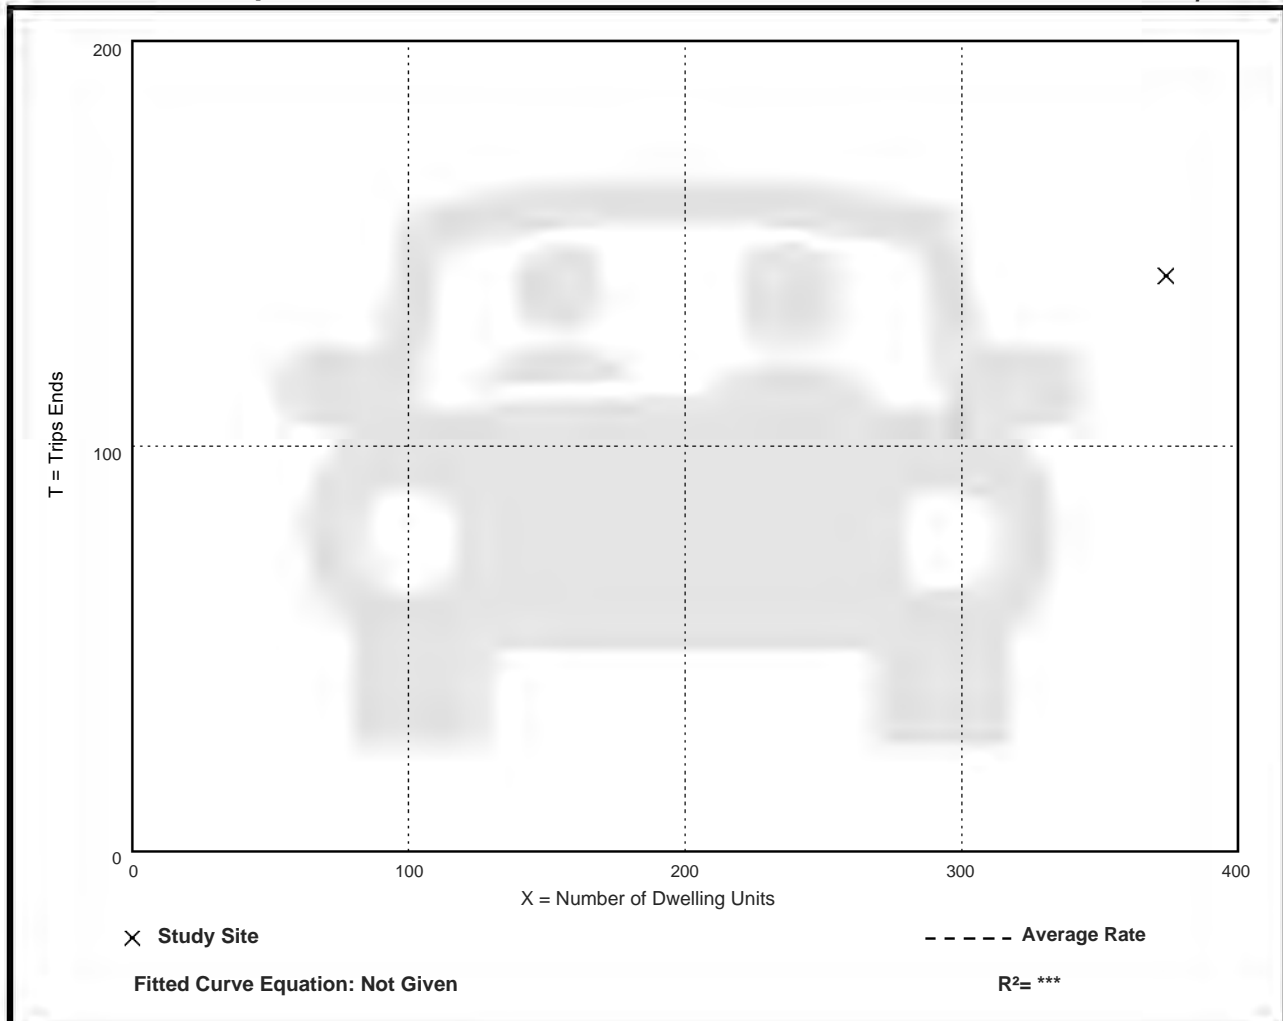 200
T = Trips Ends
100
0
0 100 200 300 400
X = Number of Dwelling Units
Study Site
Average Rate
Fitted Curve Equation: Not Given
R²= ***